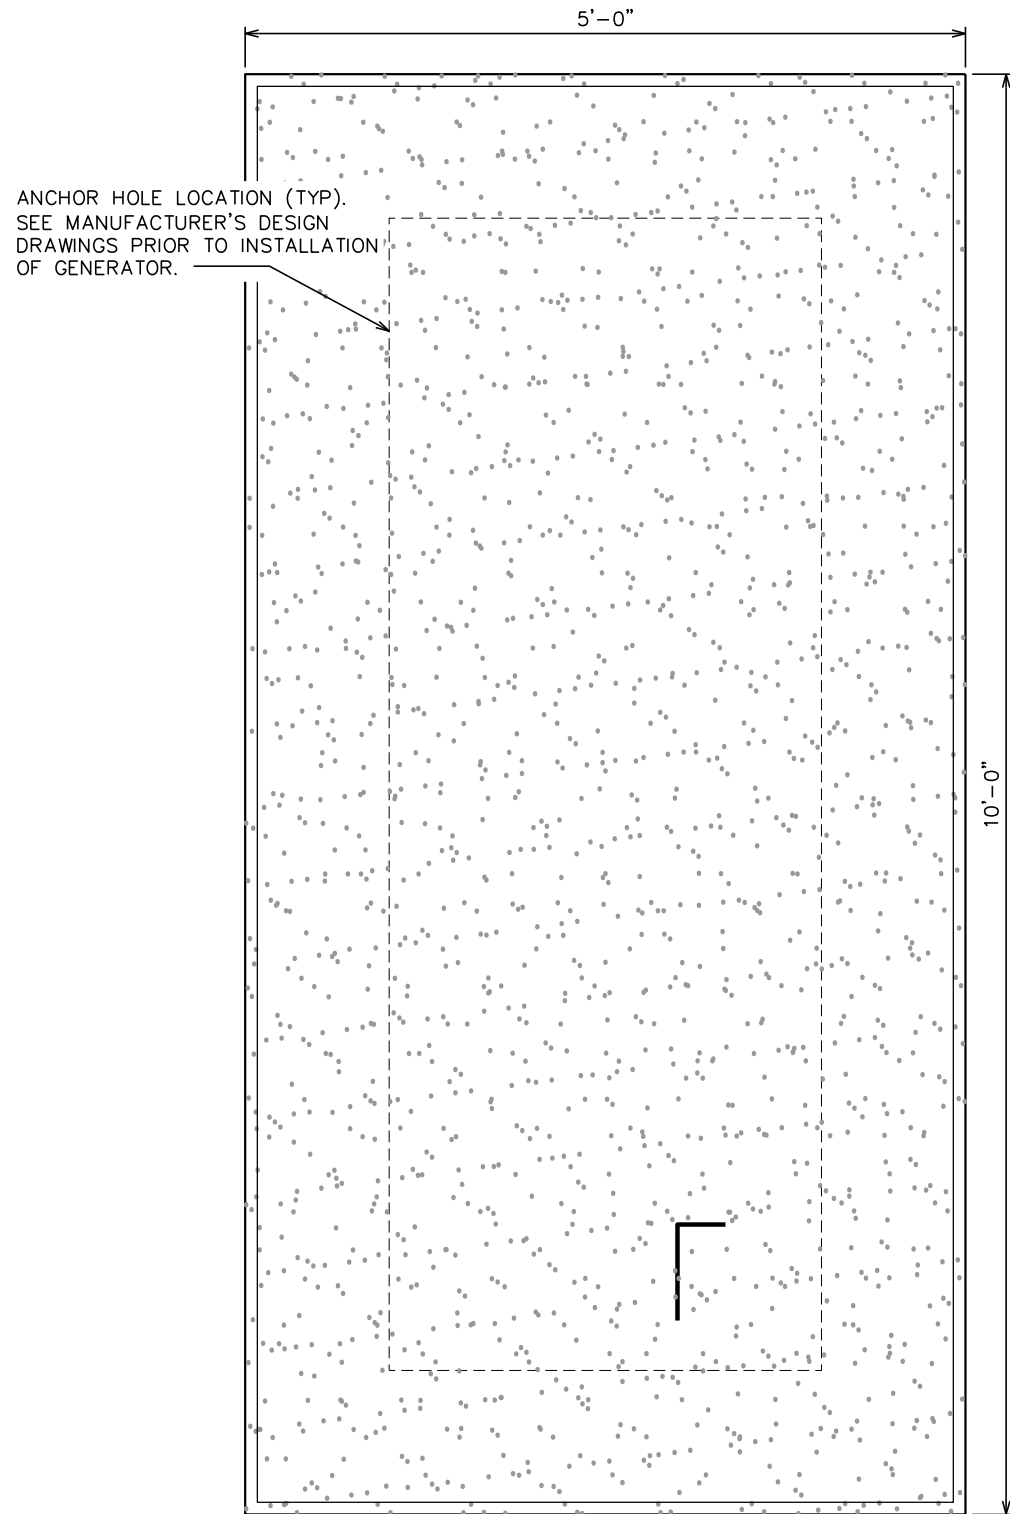 5'-0"
ANCHOR HOLE LOCATION (TYP).
SEE MANUFACTURER'S DESIGN
DRAWINGS PRIOR TO INSTALLATION
OF GENERATOR.
10'-0"